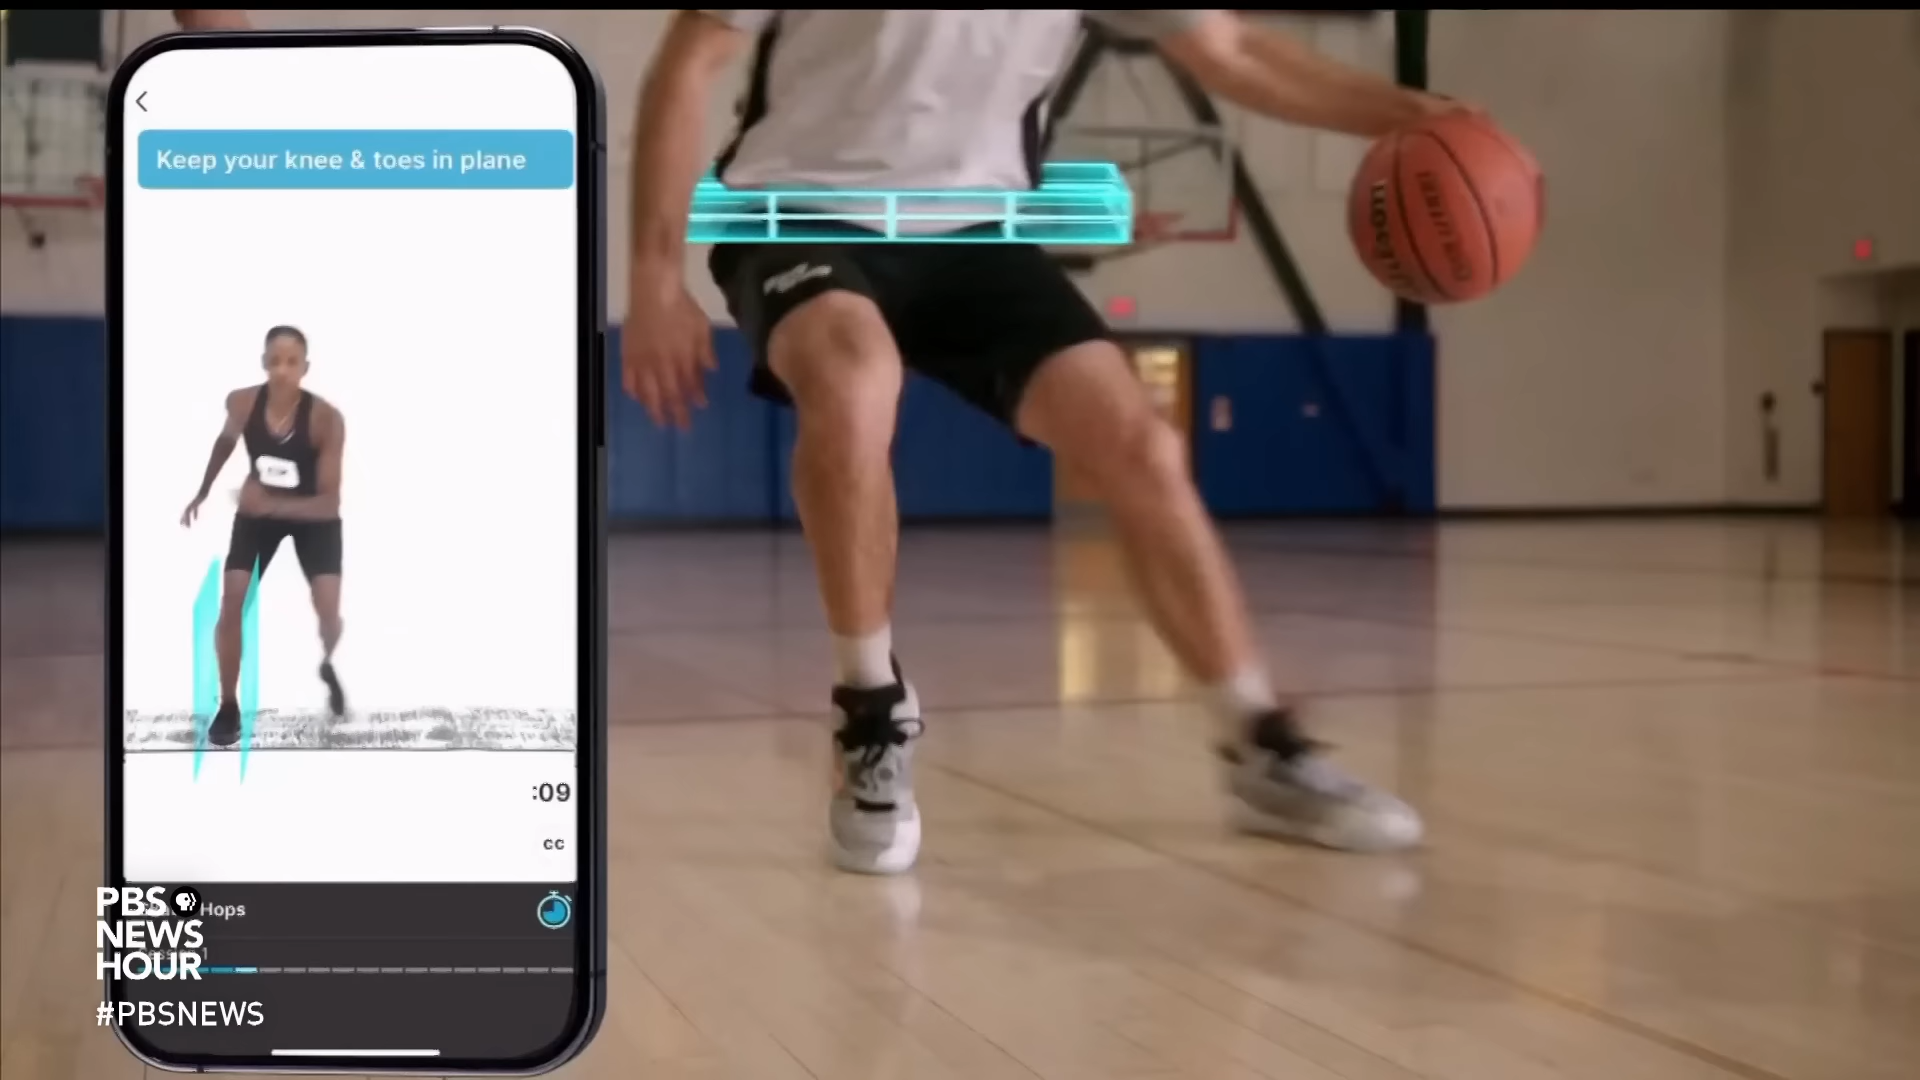 Keep your knee & toes in plane
:09
CC
Hops
PBS
NEWS
HOUR
#PBSNEWS